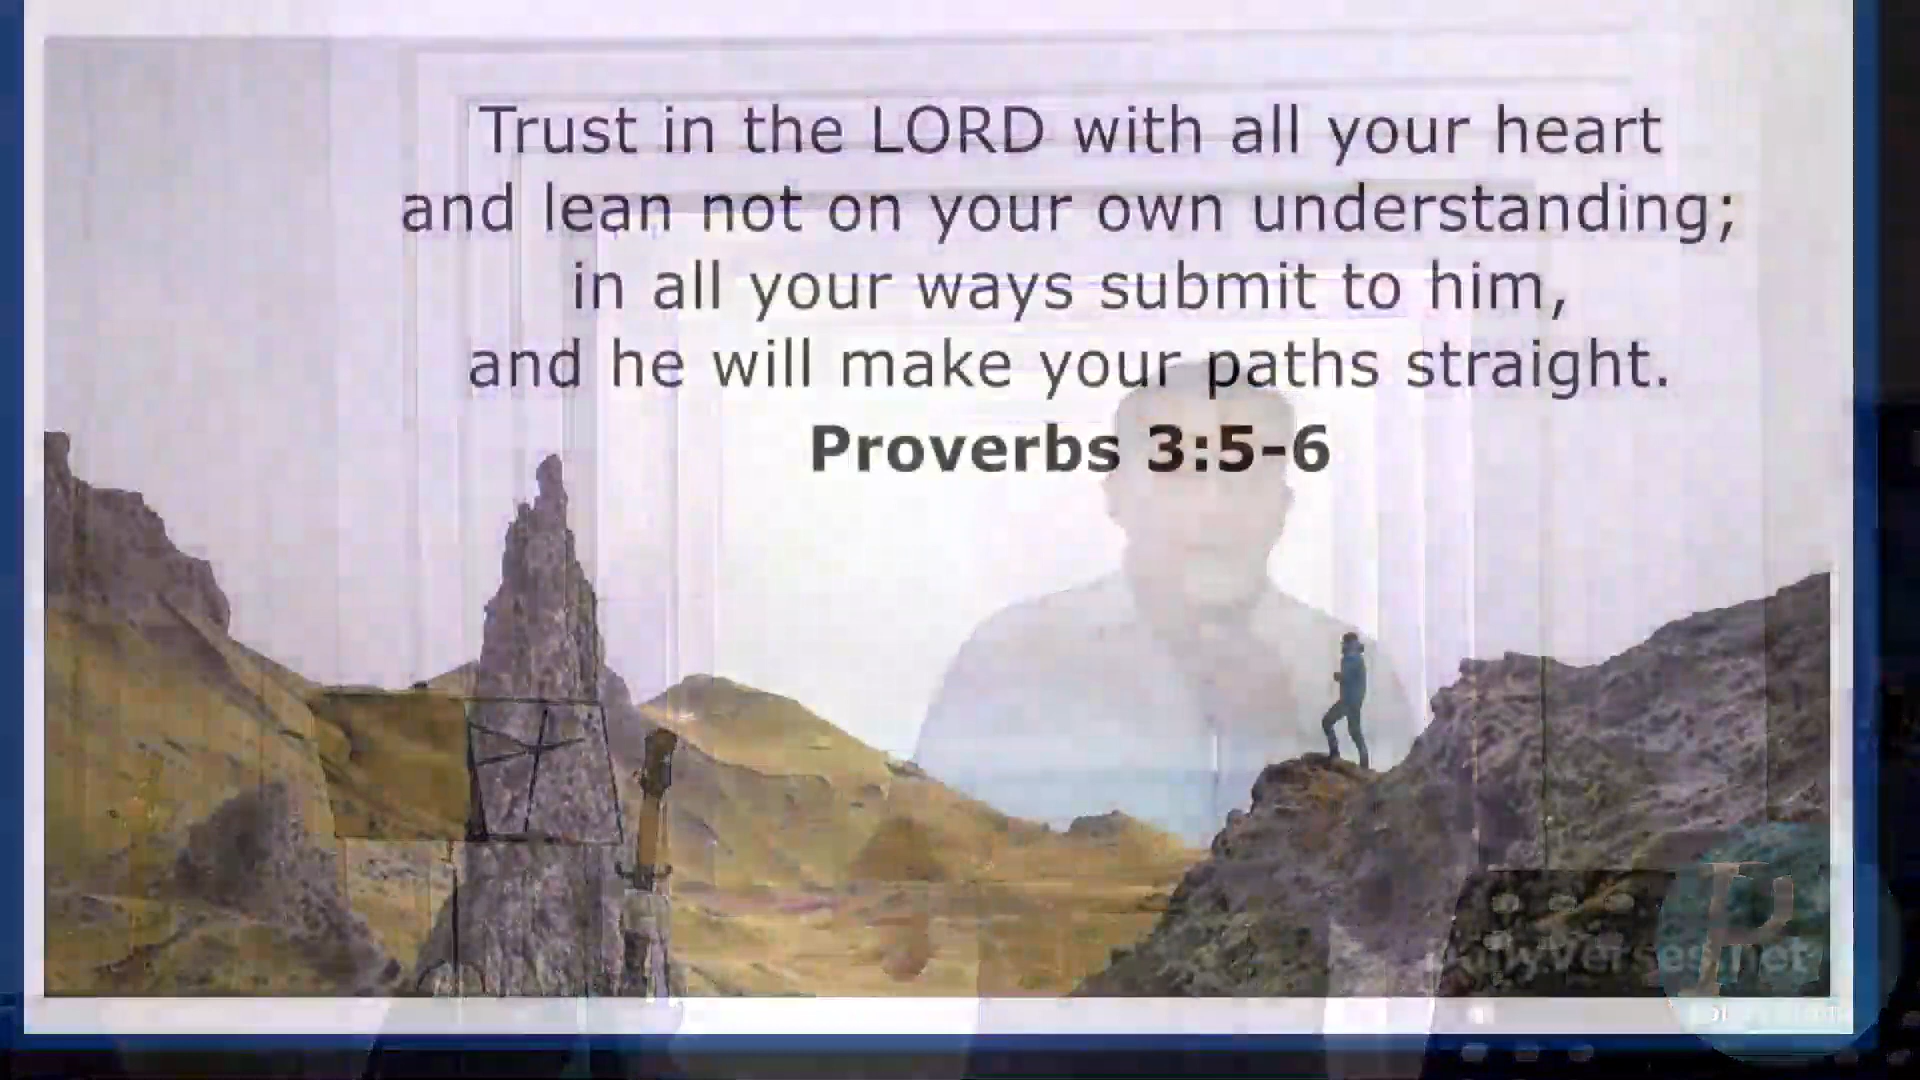 Trust in the LORD with all your heart
and lean not on your own understanding;
in all your ways submit to him,
and he will make your paths straight.
Proverbs 3:5-6